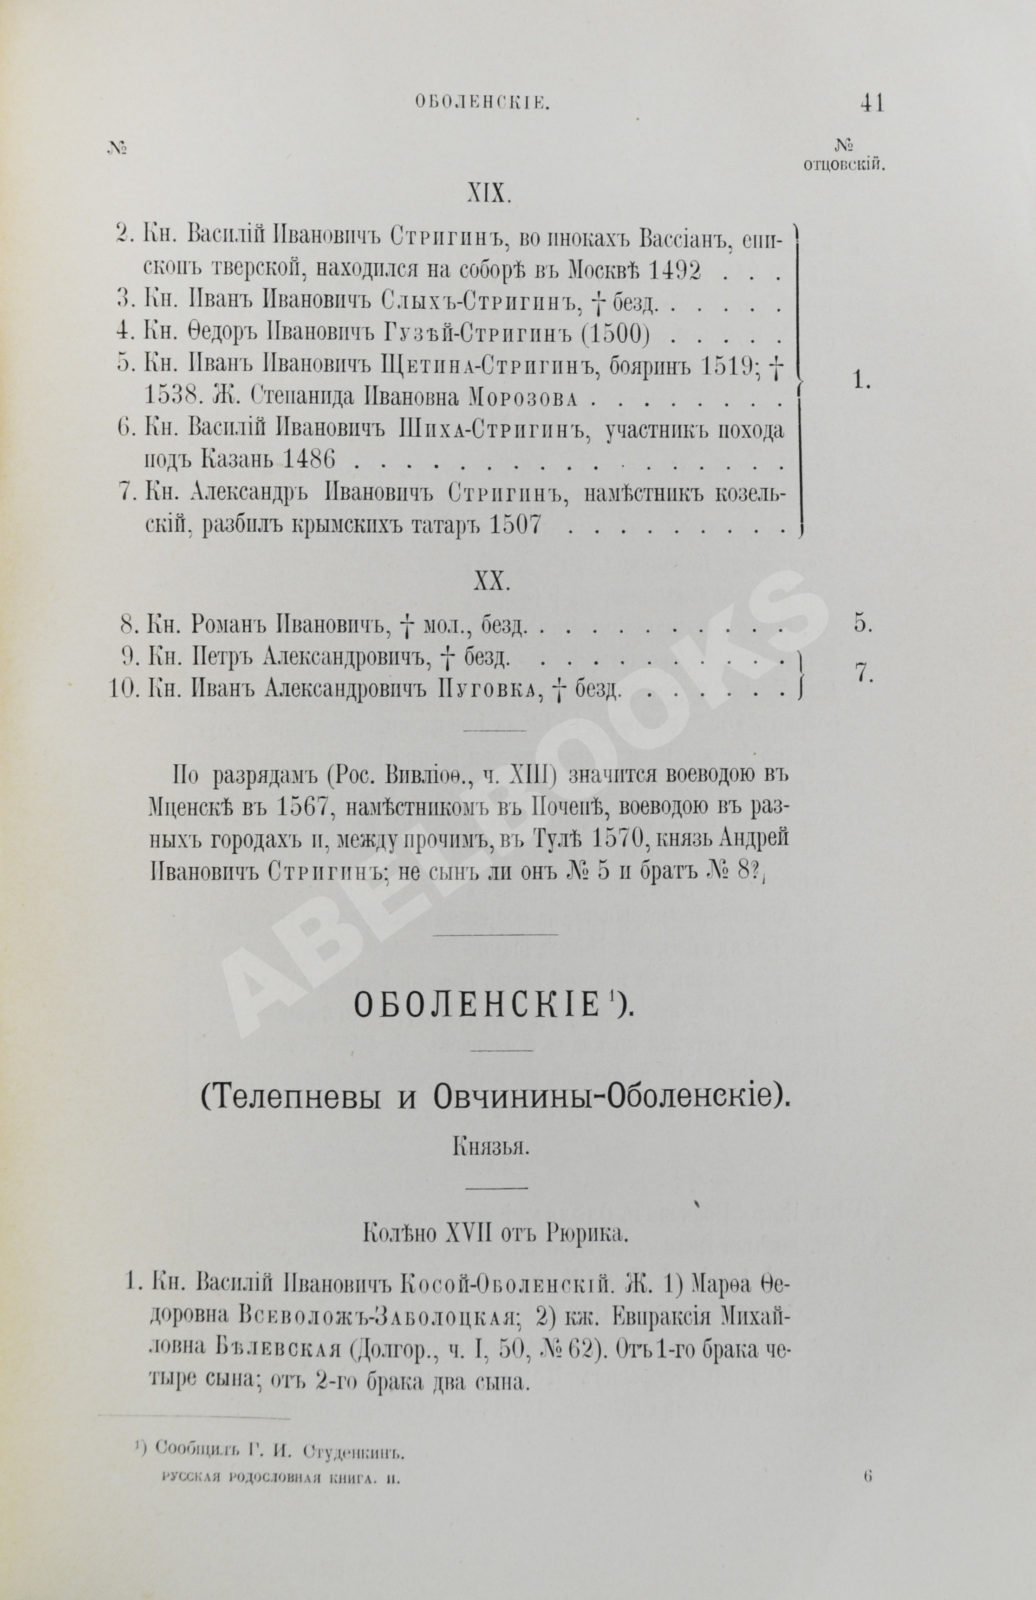 ОБОЛЕНСКІЕ. 41
№ №
отцовскій.
XIX.
2. Кн. Василій Ивановичъ Стригинъ, во инокахъ Вассіанъ, епи-
скопъ тверской, находился на соборѣ въ Москвѣ 1492 . . .
3. Кн. Иванъ Ивановичъ Слыхъ-Стригинъ, † безд. . . . . .
4. Кн. Ѳедоръ Ивановичъ Гузѣй-Стригинъ (1500) . . . . .
5. Кн. Иванъ Ивановичъ Щетина-Стригинъ, бояринъ 1519; †
1538. Ж. Степанида Ивановна Морозова . . . . . . . . 1.
6. Кн. Василій Ивановичъ Шиха-Стригинъ, участникъ похода
подъ Казань 1486 . . . . . . . . . . . . . . . . .
7. Кн. Александръ Ивановичъ Стригинъ, намѣстникъ козель-
скій, разбилъ крымскихъ татаръ 1507 . . . . . . . . .
XX.
8. Кн. Романъ Ивановичъ, † мол., безд. . . . . . . . . . . 5.
9. Кн. Петръ Александровичъ, † безд. . . . . . . . . . .
10. Кн. Иванъ Александровичъ Пуговка, † безд. . . . . . . 7.
По разрядамъ (Рос. Вивліоѳ., ч. XIII) значится воеводою въ
Мценскѣ въ 1567, намѣстникомъ въ Почепѣ, воеводою въ раз-
ныхъ городахъ и, между прочимъ, въ Тулѣ 1570, князь Андрей
Ивановичъ Стригинъ; не сынъ ли онъ № 5 и братъ № 8?
ОБОЛЕНСКІЕ ¹).
(Телепневы и Овчинины-Оболенскіе).
Князья.
Колѣно XVII отъ Рюрика.
1. Кн. Василій Ивановичъ Косой-Оболенскій. Ж. 1) Марѳа Ѳе-
доровна Всеволожъ-Заболоцкая; 2) кж. Евпраксія Михай-
ловна Бѣлевская (Долгор., ч. I, 50, № 62). Отъ 1-го брака че-
тыре сына; отъ 2-го брака два сына.
¹) Сообщилъ Г. И. Студенкинъ.
РУССКАЯ РОДОСЛОВНАЯ КНИГА. II. 6
ABELBOOKS